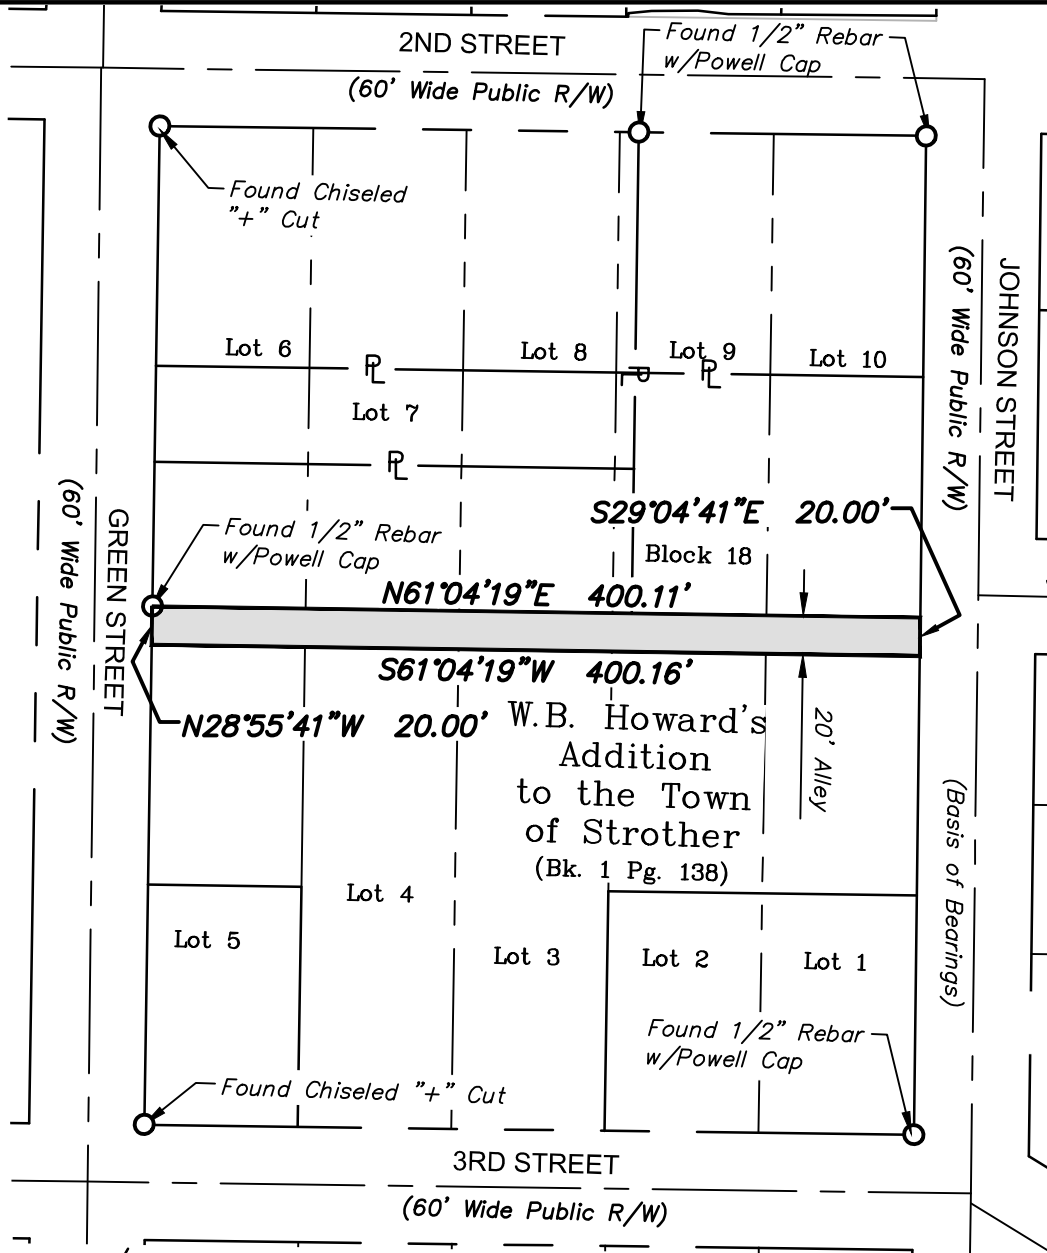 2ND STREET
(60' Wide Public R/W)
Found 1/2" Rebar
w/Powell Cap
Found Chiseled
"+" Cut
JOHNSON STREET
(60' Wide Public R/W)
Lot 6
Lot 8
Lot 9
Lot 10
PL
PL
PL
Lot 7
PL
S29°04'41"E 20.00'
GREEN STREET
(60' Wide Public R/W)
Found 1/2" Rebar
w/Powell Cap
Block 18
N61°04'19"E 400.11'
S61°04'19"W 400.16'
N28°55'41"W 20.00'
W.B. Howard's
Addition
to the Town
of Strother
(Bk. 1 Pg. 138)
20' Alley
(Basis of Bearings)
Lot 4
Lot 5
Lot 3
Lot 2
Lot 1
Found 1/2" Rebar
w/Powell Cap
Found Chiseled "+" Cut
3RD STREET
(60' Wide Public R/W)